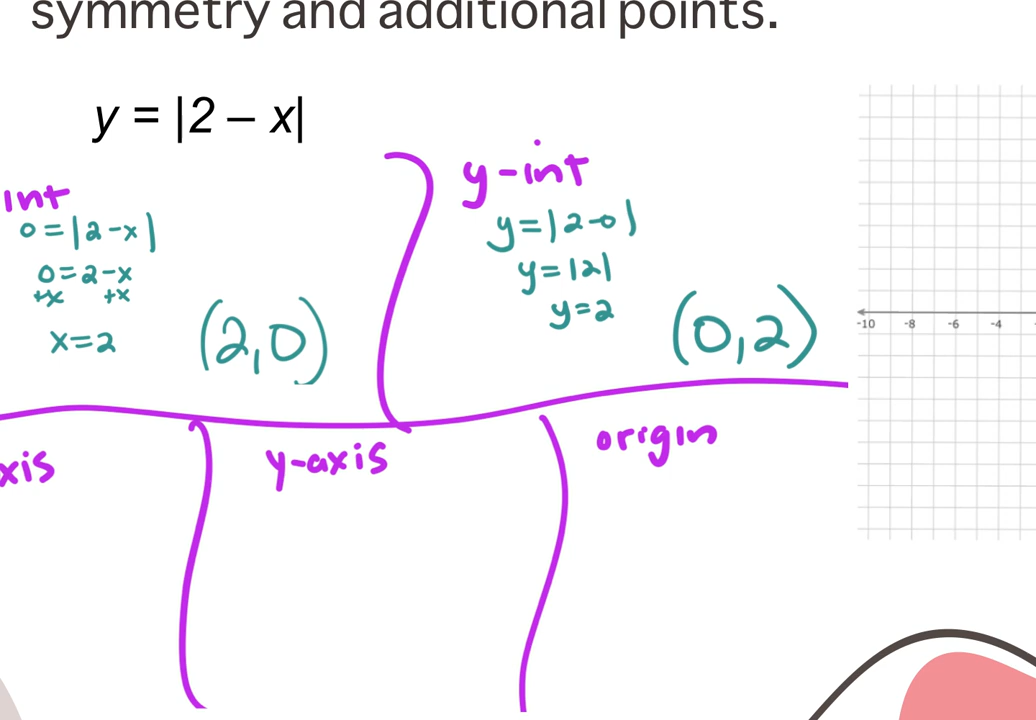 symmetry and additional points.
y = |2 – x|
int
0=|2-x|
0=2-x
+x +x
x=2
(2,0)
y-int
y=|2-0|
y=|2|
y=2
(0,2)
-10 -8 -6 -4
xis
y-axis
origin